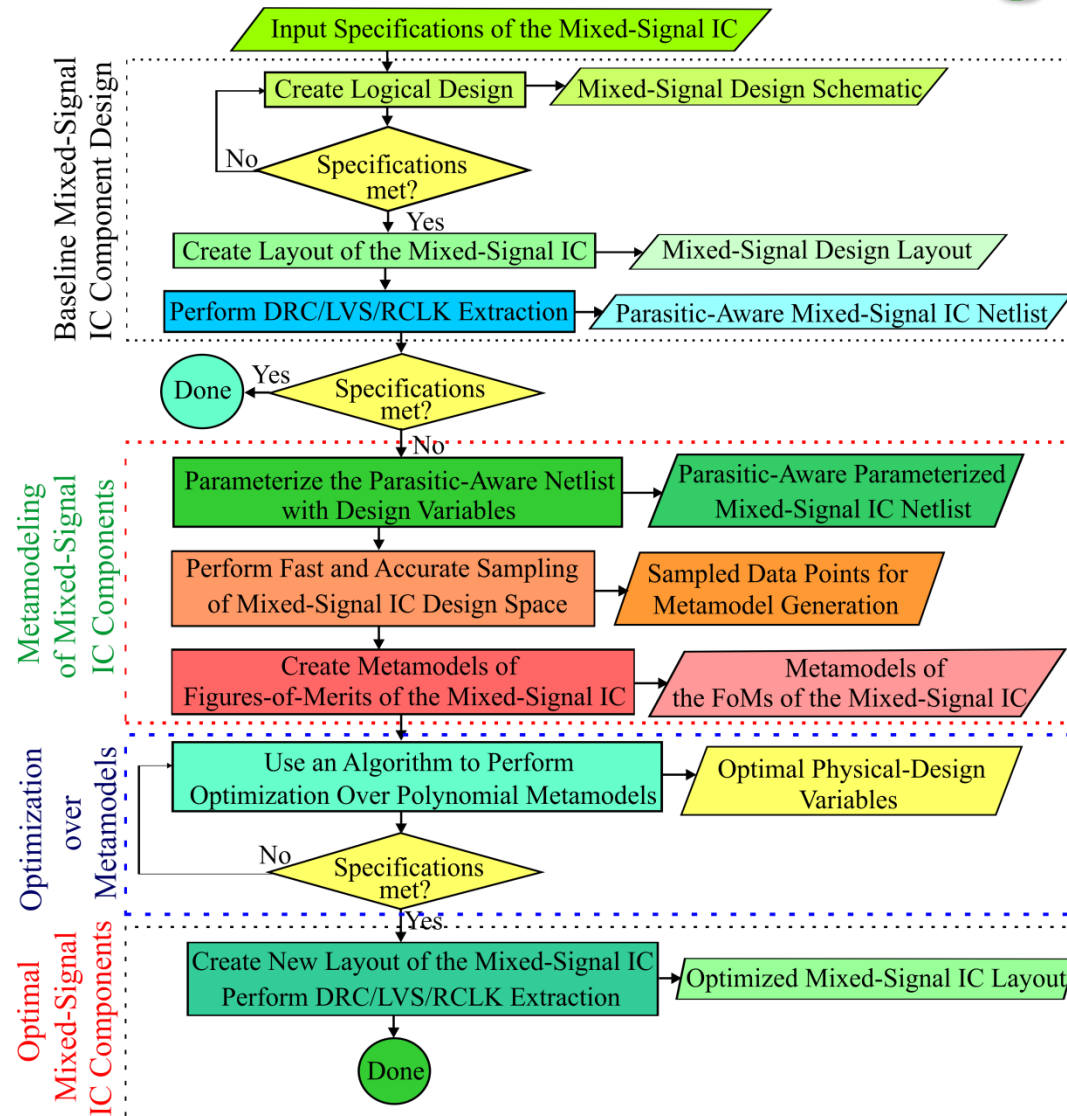 Input Specifications of the Mixed-Signal IC
Baseline Mixed-Signal
IC Component Design
Create Logical Design
Mixed-Signal Design Schematic
No
Specifications
met?
Yes
Create Layout of the Mixed-Signal IC
Mixed-Signal Design Layout
Perform DRC/LVS/RCLK Extraction
Parasitic-Aware Mixed-Signal IC Netlist
Done
Yes
Specifications
met?
No
Metamodeling
of Mixed-Signal
IC Components
Parameterize the Parasitic-Aware Netlist
with Design Variables
Parasitic-Aware Parameterized
Mixed-Signal IC Netlist
Perform Fast and Accurate Sampling
of Mixed-Signal IC Design Space
Sampled Data Points for
Metamodel Generation
Create Metamodels of
Figures-of-Merits of the Mixed-Signal IC
Metamodels of
the FoMs of the Mixed-Signal IC
Optimization
over
Metamodels
Use an Algorithm to Perform
Optimization Over Polynomial Metamodels
Optimal Physical-Design
Variables
No
Specifications
met?
Yes
Optimal
Mixed-Signal
IC Components
Create New Layout of the Mixed-Signal IC
Perform DRC/LVS/RCLK Extraction
Optimized Mixed-Signal IC Layout
Done